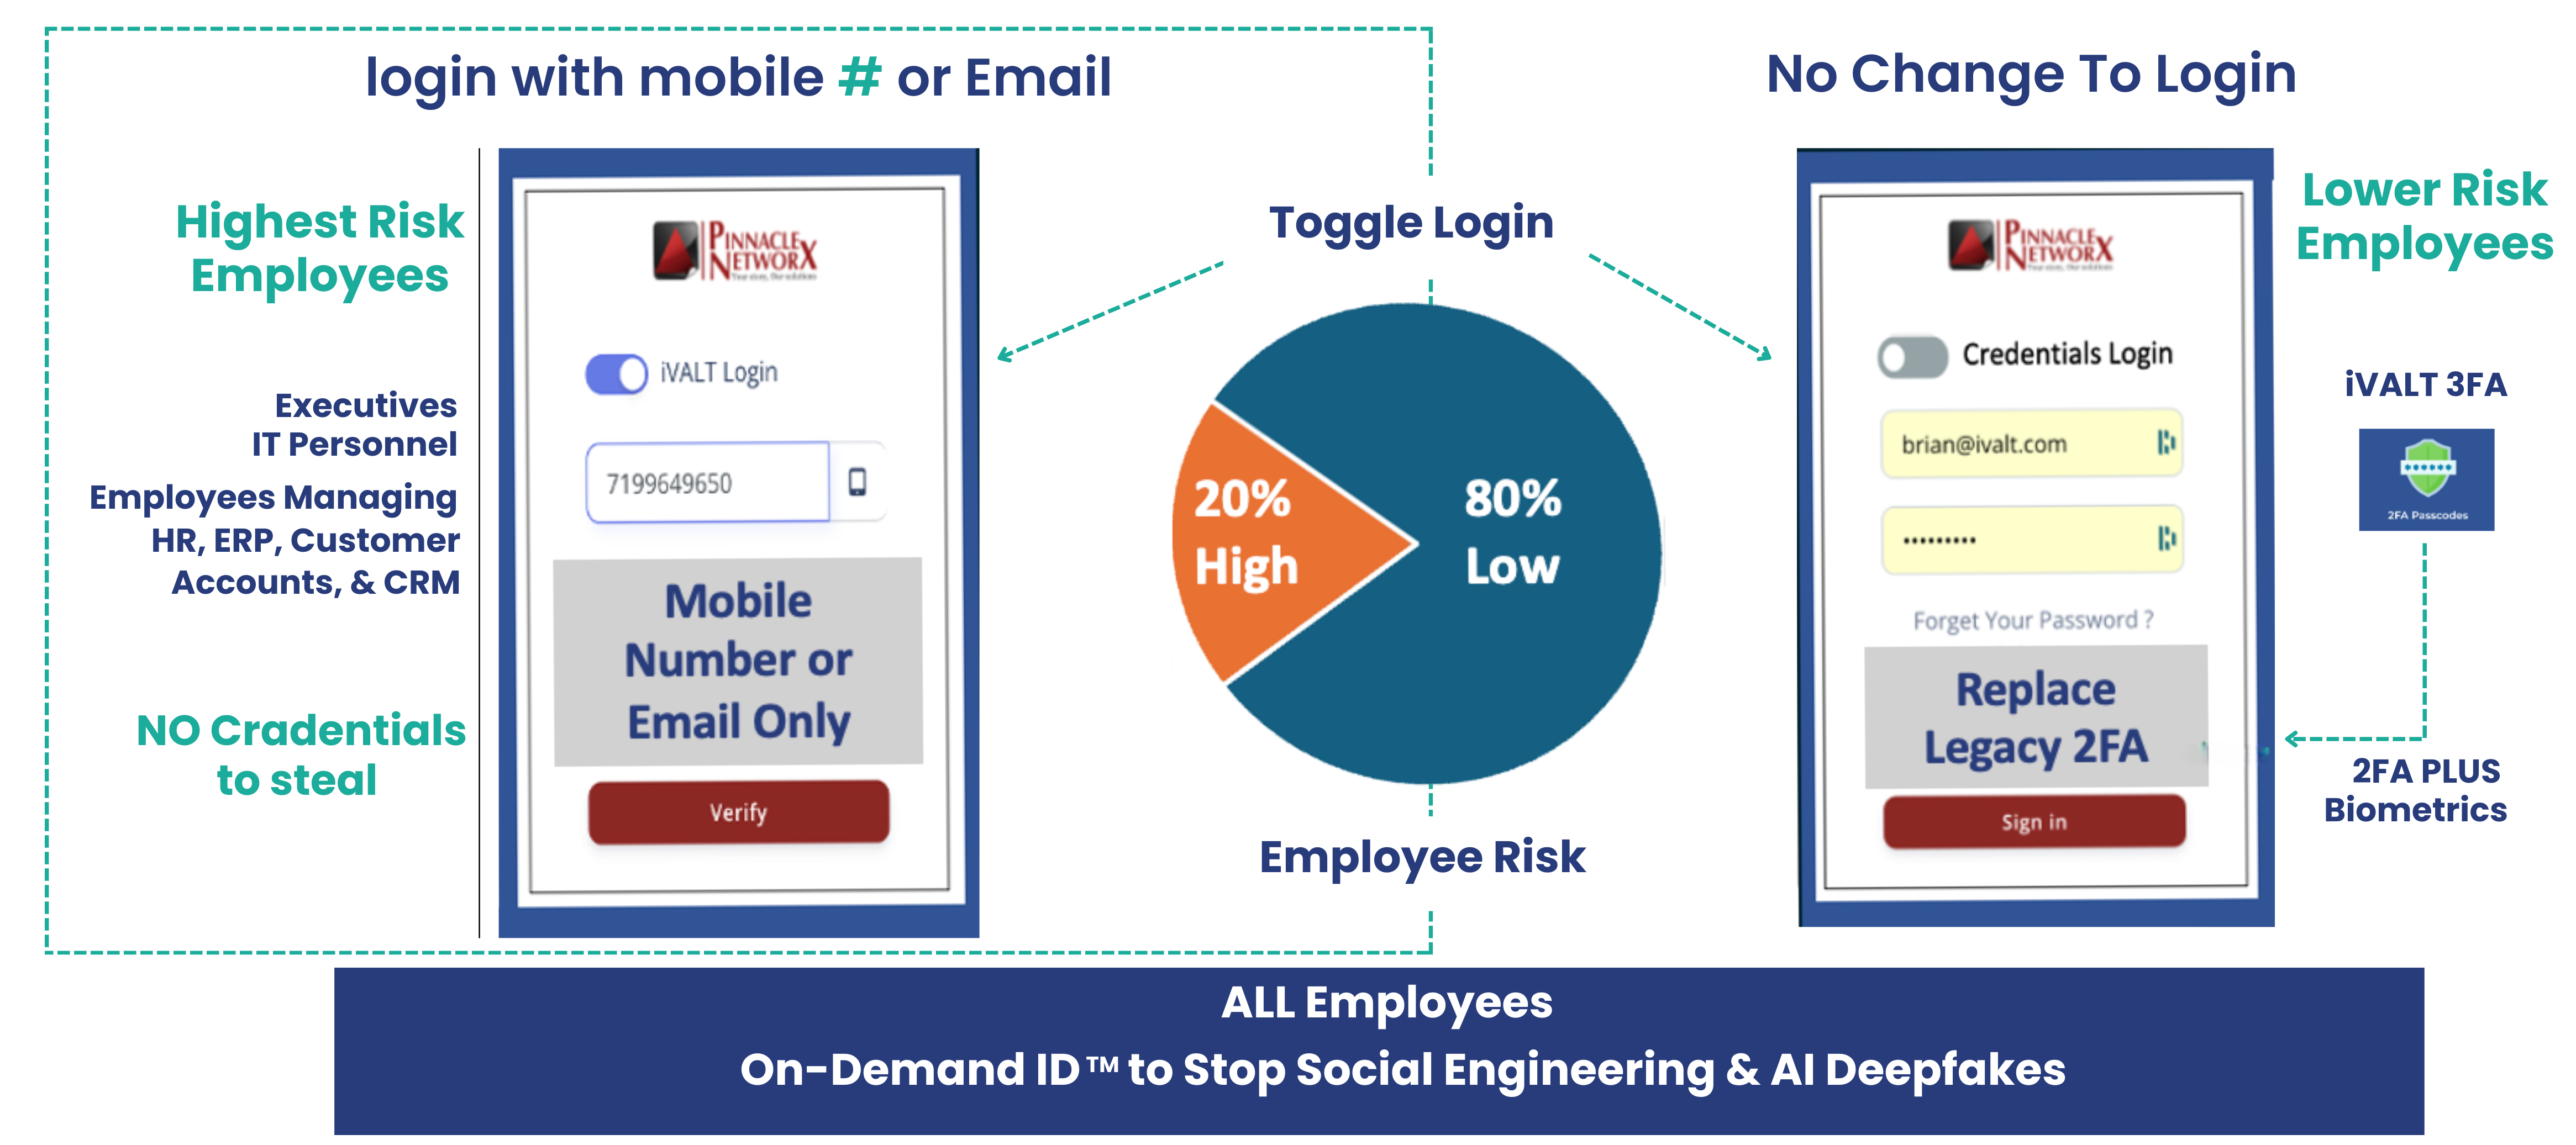 login with mobile # or Email
No Change To Login
Highest Risk
Employees
Executives
IT Personnel
Employees Managing
HR, ERP, Customer
Accounts, & CRM
NO Cradentials
to steal
PINNACLE
NETWORX
iVALT Login
7199649650
Mobile
Number or
Email Only
Verify
Toggle Login
20%
High
80%
Low
Employee Risk
PINNACLE
NETWORX
Credentials Login
brian@ivalt.com
•••••••••
Forget Your Password ?
Replace
Legacy 2FA
Sign in
Lower Risk
Employees
iVALT 3FA
2FA Passcodes
2FA PLUS
Biometrics
ALL Employees
On-Demand ID™ to Stop Social Engineering & AI Deepfakes